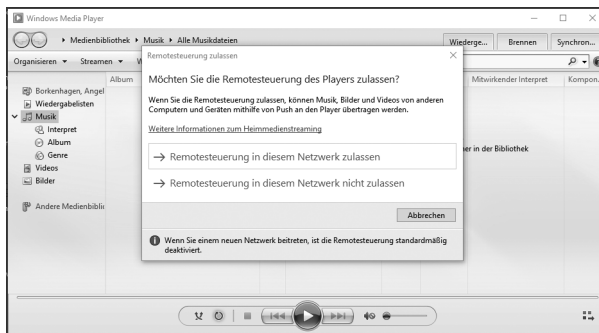 Windows Media Player
Medienbibliothek ▸ Musik ▸ Alle Musikdateien
Wiederge... Brennen Synchron...
Organisieren Streamen
Album Mitwirkender Interpret Kompon
Remotesteuerung zulassen
Möchten Sie die Remotesteuerung des Players zulassen?
Wenn Sie die Remotesteuerung zulassen, können Musik, Bilder und Videos von anderen
Computern und Geräten mithilfe von Push an den Player übertragen werden.
Weitere Informationen zum Heimmedienstreaming
→ Remotesteuerung in diesem Netzwerk zulassen
→ Remotesteuerung in diesem Netzwerk nicht zulassen
Abbrechen
Wenn Sie einem neuen Netzwerk beitreten, ist die Remotesteuerung standardmäßig
deaktiviert.
Borkenhagen, Angel
Wiedergabelisten
Musik
Interpret
Album
Genre
Videos
Bilder
Andere Medienbiblic
ner in der Bibliothek